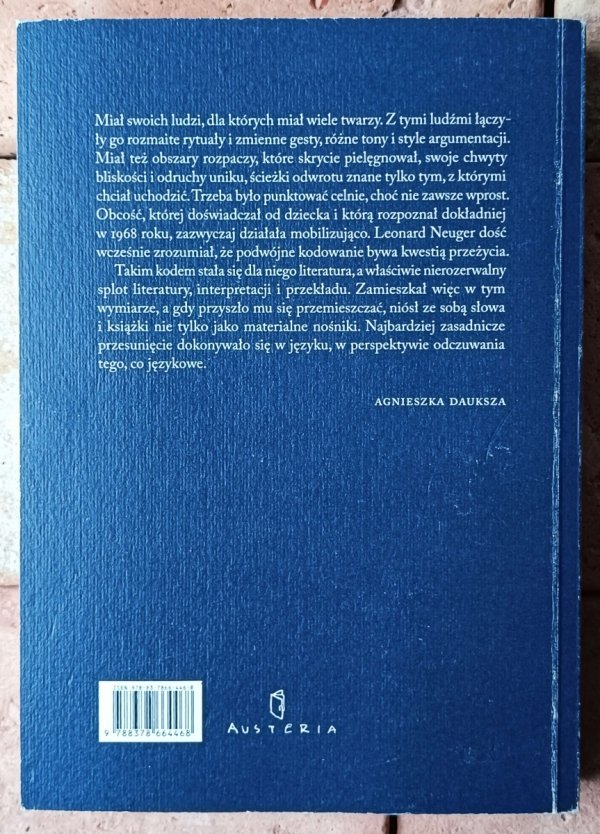 Miał swoich ludzi, dla których miał wiele twarzy. Z tymi ludźmi łączy-
ły go rozmaite rytuały i zmienne gesty, różne tony i style argumentacji.
Miał też obszary rozpaczy, które skrycie pielęgnował, swoje chwyty
bliskości i odruchy uniku, ścieżki odwrotu znane tylko tym, z którymi
chciał uchodzić. Trzeba było punktować celnie, choć nie zawsze wprost.
Obcość, której doświadczał od dziecka i którą rozpoznał dokładniej
w 1968 roku, zazwyczaj działała mobilizująco. Leonard Neuger dość
wcześnie zrozumiał, że podwójne kodowanie bywa kwestią przeżycia.
Takim kodem stała się dla niego literatura, a właściwie nierozerwalny
splot literatury, interpretacji i przekładu. Zamieszkał więc w tym
wymiarze, a gdy przyszło mu się przemieszczać, niósł ze sobą słowa
i książki nie tylko jako materialne nośniki. Najbardziej zasadnicze
przesunięcie dokonywało się w języku, w perspektywie odczuwania
tego, co językowe.
AGNIESZKA DAUKSZA
ISBN 978-83-7866-446-8
9 788378 664468
AUSTERIA